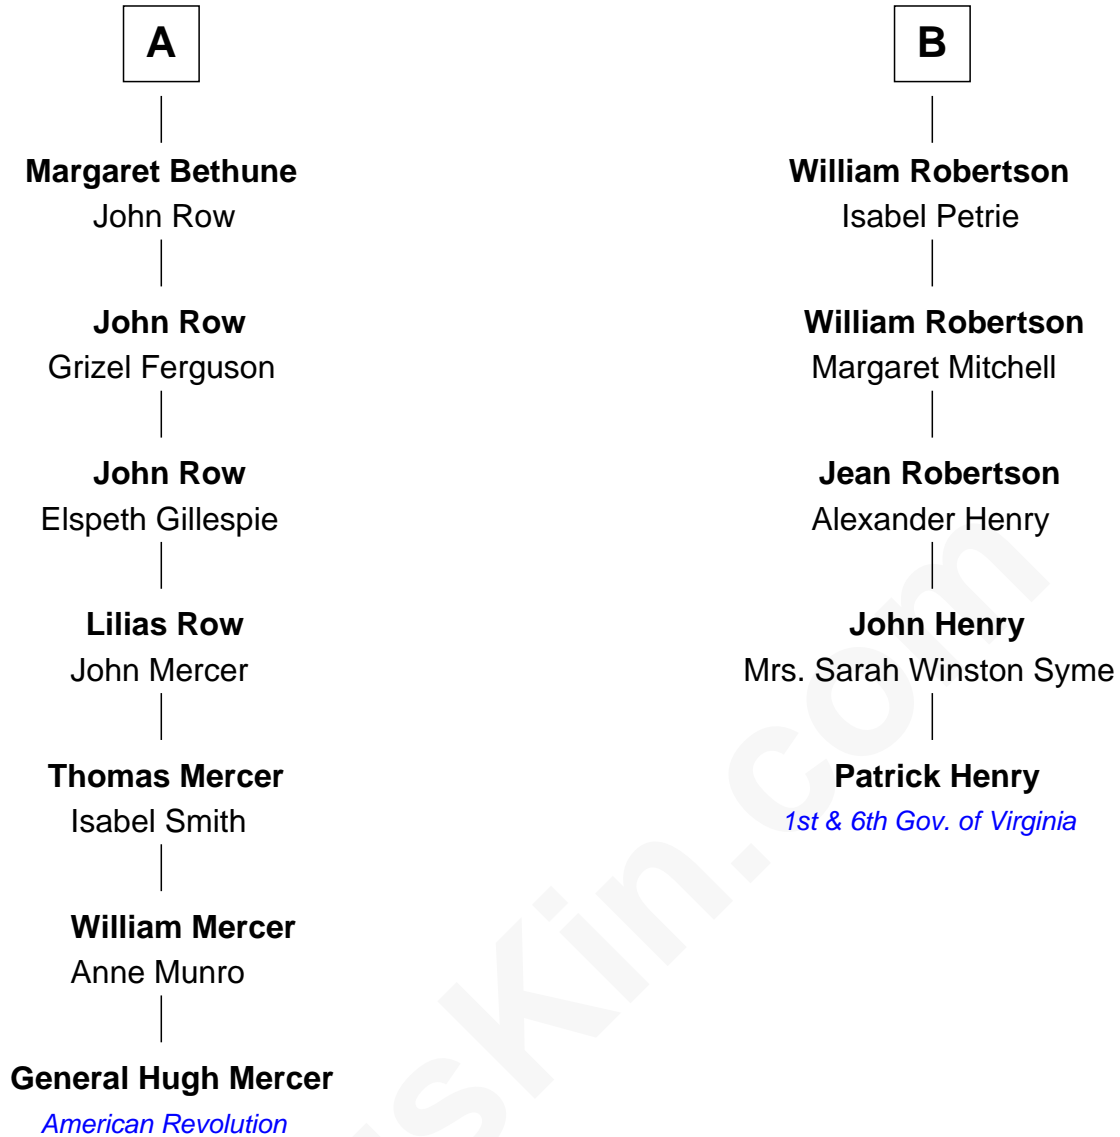 A
Margaret Bethune
John Row
John Row
Grizel Ferguson
John Row
Elspeth Gillespie
Lilias Row
John Mercer
Thomas Mercer
Isabel Smith
William Mercer
Anne Munro
General Hugh Mercer
American Revolution
B
William Robertson
Isabel Petrie
William Robertson
Margaret Mitchell
Jean Robertson
Alexander Henry
John Henry
Mrs. Sarah Winston Syme
Patrick Henry
1st & 6th Gov. of Virginia